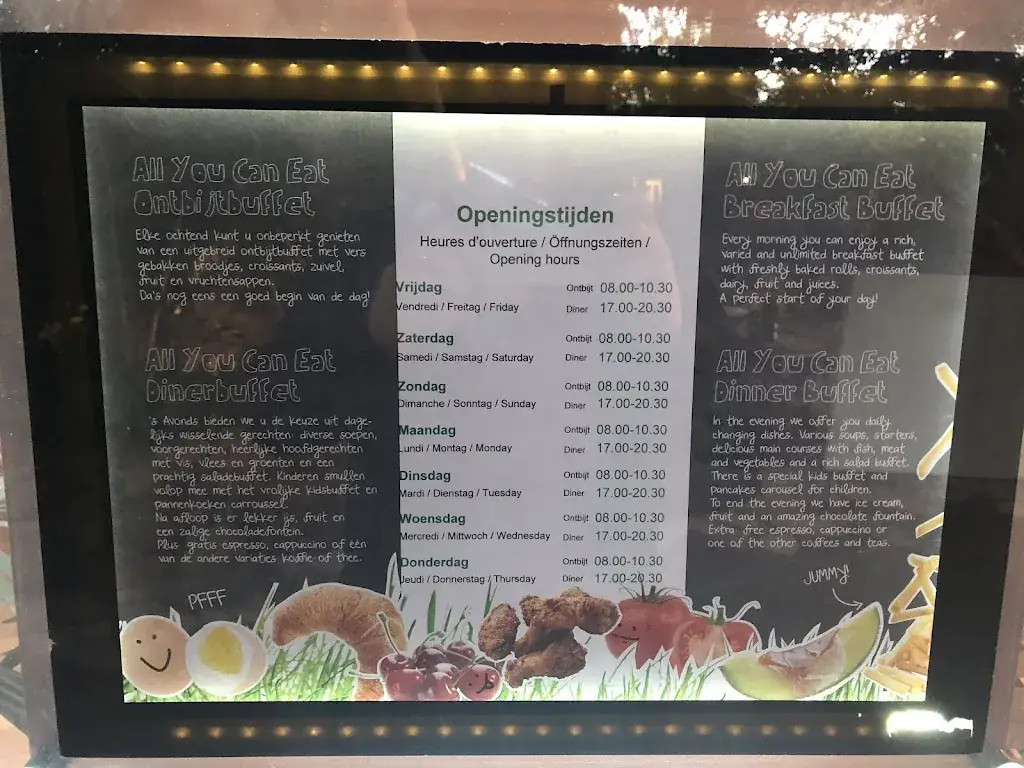 All You Can Eat
Ontbijtbuffet
Elke ochtend kunt u onbeperkt genieten
van een uitgebreid ontbijtbuffet met vers
gebakken broodjes, croissants, zuivel,
fruit en vruchtensappen.
Da's nog eens een goed begin van de dag!
All You Can Eat
Dinerbuffet
's Avonds bieden we u de keuze uit dage-
lijks wisselende gerechten: diverse soepen,
voorgerechten, heerlijke hoofdgerechten
met vis, vlees en groenten en een
prachtig saladebuffet. Kinderen smullen
volop mee met het vrolijke kidsbuffet en
pannenkoeken carroussel.
Na afloop is er lekker ijs, fruit en
een zalige chocoladefontein.
Plus gratis espresso, cappuccino of één
van de andere variaties koffie of thee.
PFFF
Openingstijden
Heures d'ouverture / Öffnungszeiten /
Opening hours
Vrijdag Ontbijt 08.00-10.30
Vendredi / Freitag / Friday Diner 17.00-20.30
Zaterdag Ontbijt 08.00-10.30
Samedi / Samstag / Saturday Diner 17.00-20.30
Zondag Ontbijt 08.00-10.30
Dimanche / Sonntag / Sunday Diner 17.00-20.30
Maandag Ontbijt 08.00-10.30
Lundi / Montag / Monday Diner 17.00-20.30
Dinsdag Ontbijt 08.00-10.30
Mardi / Dienstag / Tuesday Diner 17.00-20.30
Woensdag Ontbijt 08.00-10.30
Mercredi / Mittwoch / Wednesday Diner 17.00-20.30
Donderdag Ontbijt 08.00-10.30
Jeudi / Donnerstag / Thursday Diner 17.00-20.30
All You Can Eat
Breakfast Buffet
Every morning you can enjoy a rich,
varied and unlimited breakfast buffet
with freshly baked rolls, croissants,
dairy, fruit and juices.
A perfect start of your day!
All You Can Eat
Dinner Buffet
In the evening we offer you daily
changing dishes. Various soups, starters,
delicious main courses with fish, meat
and vegetables and a rich salad buffet.
There is a special kids buffet and
pancakes carousel for children.
To end the evening we have ice cream,
fruit and an amazing chocolate fountain.
Extra: free espresso, cappuccino or
one of the other coffees and teas.
JUMMY!